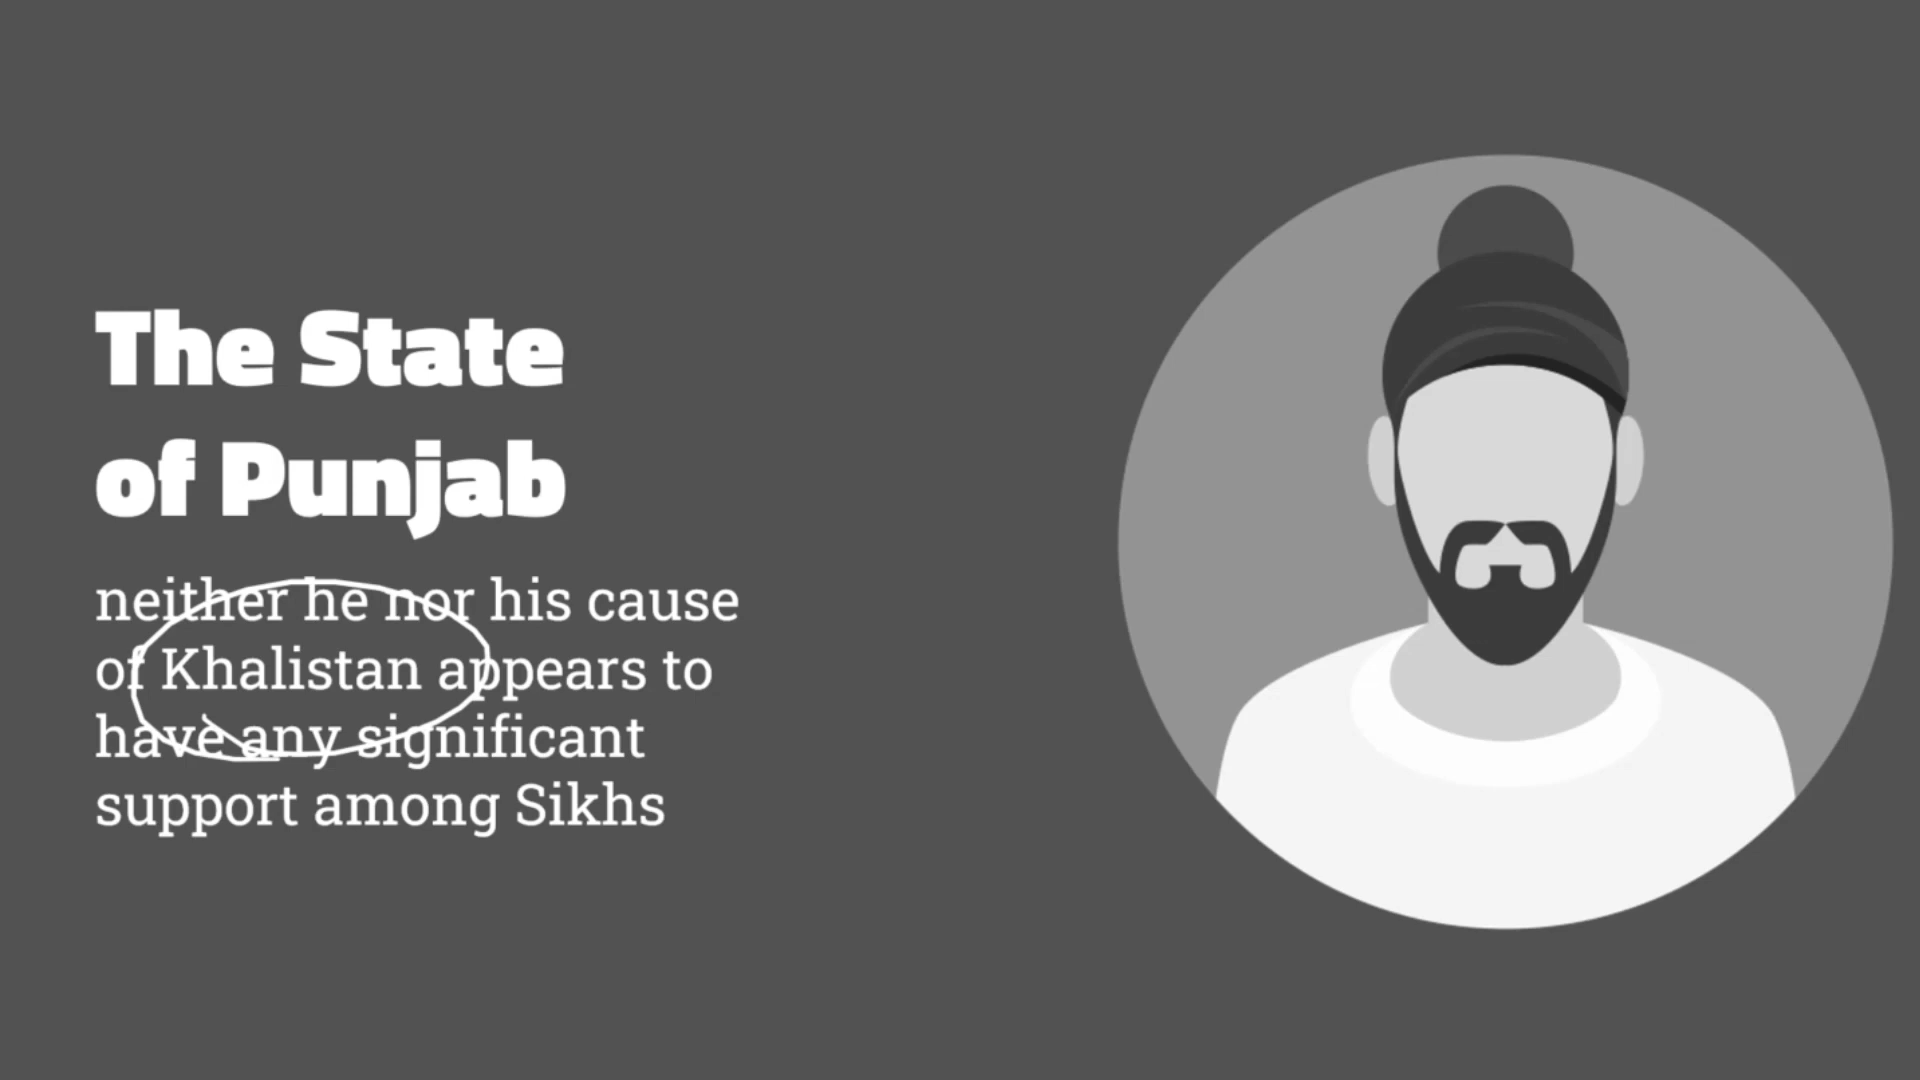 The State
of Punjab
neither he nor his cause
of Khalistan appears to
have any significant
support among Sikhs